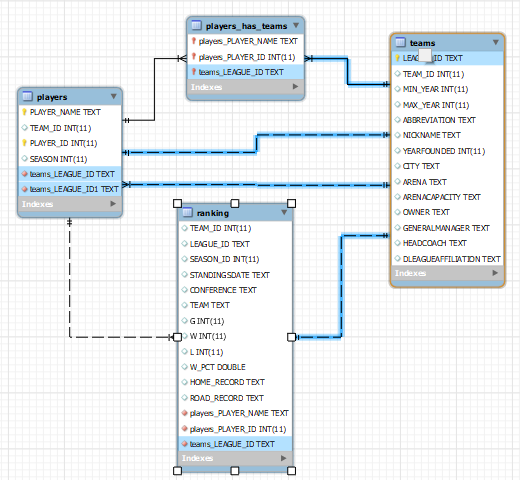 players_has_teams
players_PLAYER_NAME TEXT
players_PLAYER_ID INT(11)
teams_LEAGUE_ID TEXT
Indexes
teams
ID TEXT
TEAM_ID INT(11)
MIN_YEAR INT(11)
MAX_YEAR INT(11)
ABBREVIATION TEXT
NICKNAME TEXT
YEARFOUNDED INT(11)
CITY TEXT
ARENA TEXT
ARENACAPACITY TEXT
OWNER TEXT
GENERALMANAGER TEXT
HEADCOACH TEXT
DLEAGUEAFFILIATION TEXT
Indexes
players
PLAYER_NAME TEXT
TEAM_ID INT(11)
PLAYER_ID INT(11)
SEASON INT(11)
teams_LEAGUE_ID TEXT
teams_LEAGUE_ID1 TEXT
Indexes
ranking
TEAM_ID INT(11)
LEAGUE_ID TEXT
SEASON_ID INT(11)
STANDINGSDATE TEXT
CONFERENCE TEXT
TEAM TEXT
G INT(11)
W INT(11)
L INT(11)
W_PCT DOUBLE
HOME_RECORD TEXT
ROAD_RECORD TEXT
players_PLAYER_NAME TEXT
players_PLAYER_ID INT(11)
teams_LEAGUE_ID TEXT
Indexes